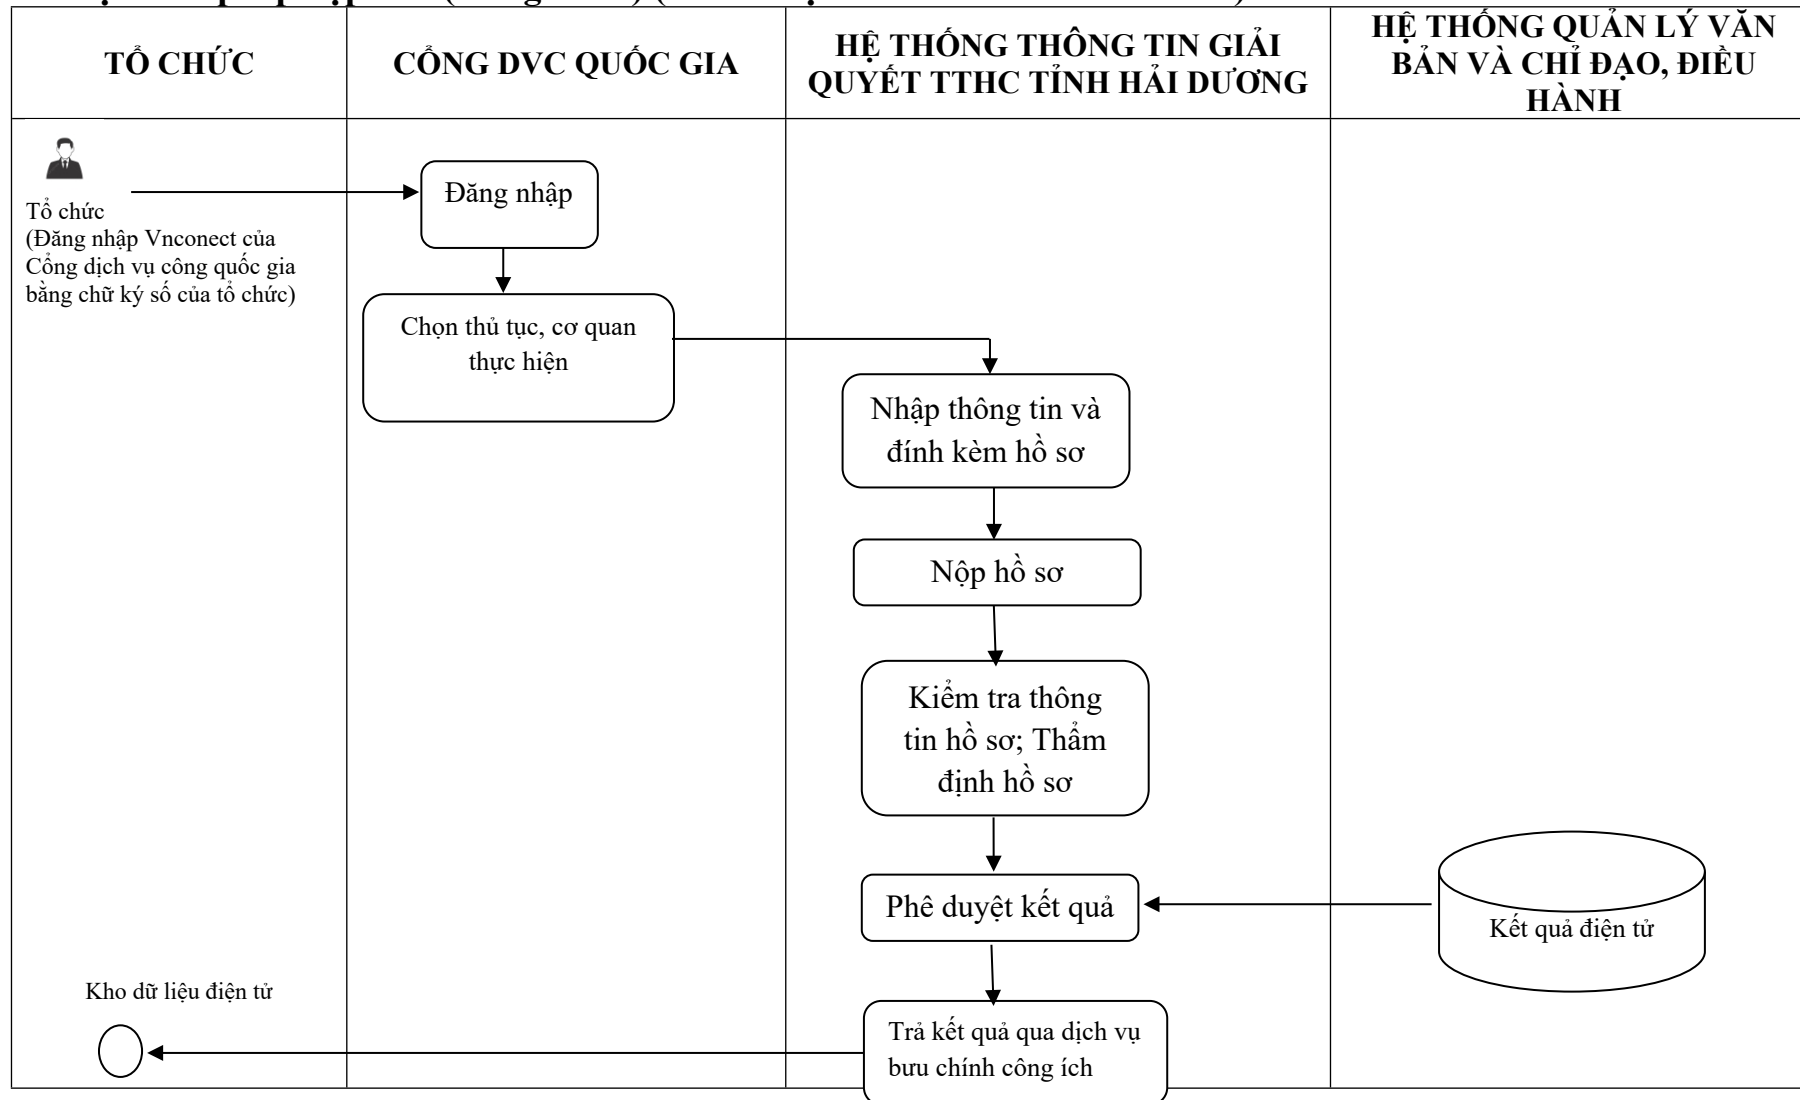 TỔ CHỨC
CỔNG DVC QUỐC GIA
HỆ THỐNG THÔNG TIN GIẢI
QUYẾT TTHC TỈNH HẢI DƯƠNG
HỆ THỐNG QUẢN LÝ VĂN
BẢN VÀ CHỈ ĐẠO, ĐIỀU
HÀNH
Tổ chức
(Đăng nhập Vnconect của
Cổng dịch vụ công quốc gia
bằng chữ ký số của tổ chức)
Đăng nhập
Chọn thủ tục, cơ quan
thực hiện
Nhập thông tin và
đính kèm hồ sơ
Nộp hồ sơ
Kiểm tra thông
tin hồ sơ; Thẩm
định hồ sơ
Phê duyệt kết quả
Kết quả điện tử
Kho dữ liệu điện tử
Trả kết quả qua dịch vụ
bưu chính công ích